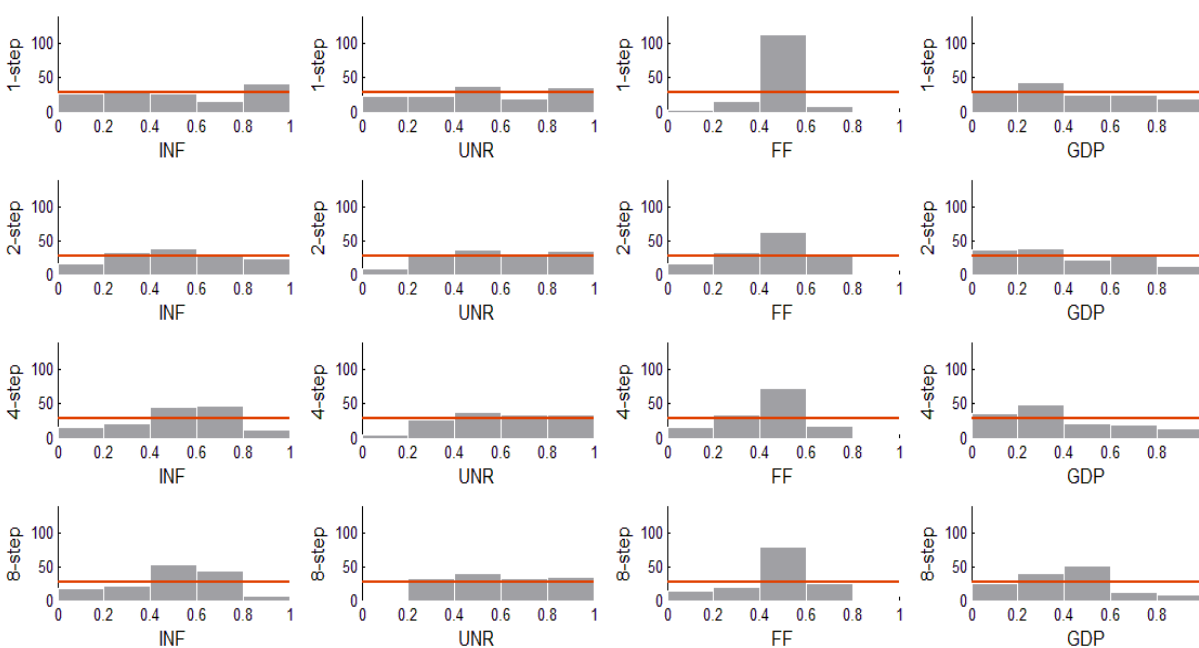 1-step 100 50 0 0 0.2 0.4 0.6 0.8 1 INF
1-step 100 50 0 0 0.2 0.4 0.6 0.8 1 UNR
1-step 100 50 0 0 0.2 0.4 0.6 0.8 1 FF
1-step 100 50 0 0 0.2 0.4 0.6 0.8 GDP
2-step 100 50 0 0 0.2 0.4 0.6 0.8 1 INF
2-step 100 50 0 0 0.2 0.4 0.6 0.8 1 UNR
2-step 100 50 0 0 0.2 0.4 0.6 0.8 1 FF
2-step 100 50 0 0 0.2 0.4 0.6 0.8 GDP
4-step 100 50 0 0 0.2 0.4 0.6 0.8 1 INF
4-step 100 50 0 0 0.2 0.4 0.6 0.8 1 UNR
4-step 100 50 0 0 0.2 0.4 0.6 0.8 1 FF
4-step 100 50 0 0 0.2 0.4 0.6 0.8 GDP
8-step 100 50 0 0 0.2 0.4 0.6 0.8 1 INF
8-step 100 50 0 0 0.2 0.4 0.6 0.8 1 UNR
8-step 100 50 0 0 0.2 0.4 0.6 0.8 1 FF
8-step 100 50 0 0 0.2 0.4 0.6 0.8 GDP